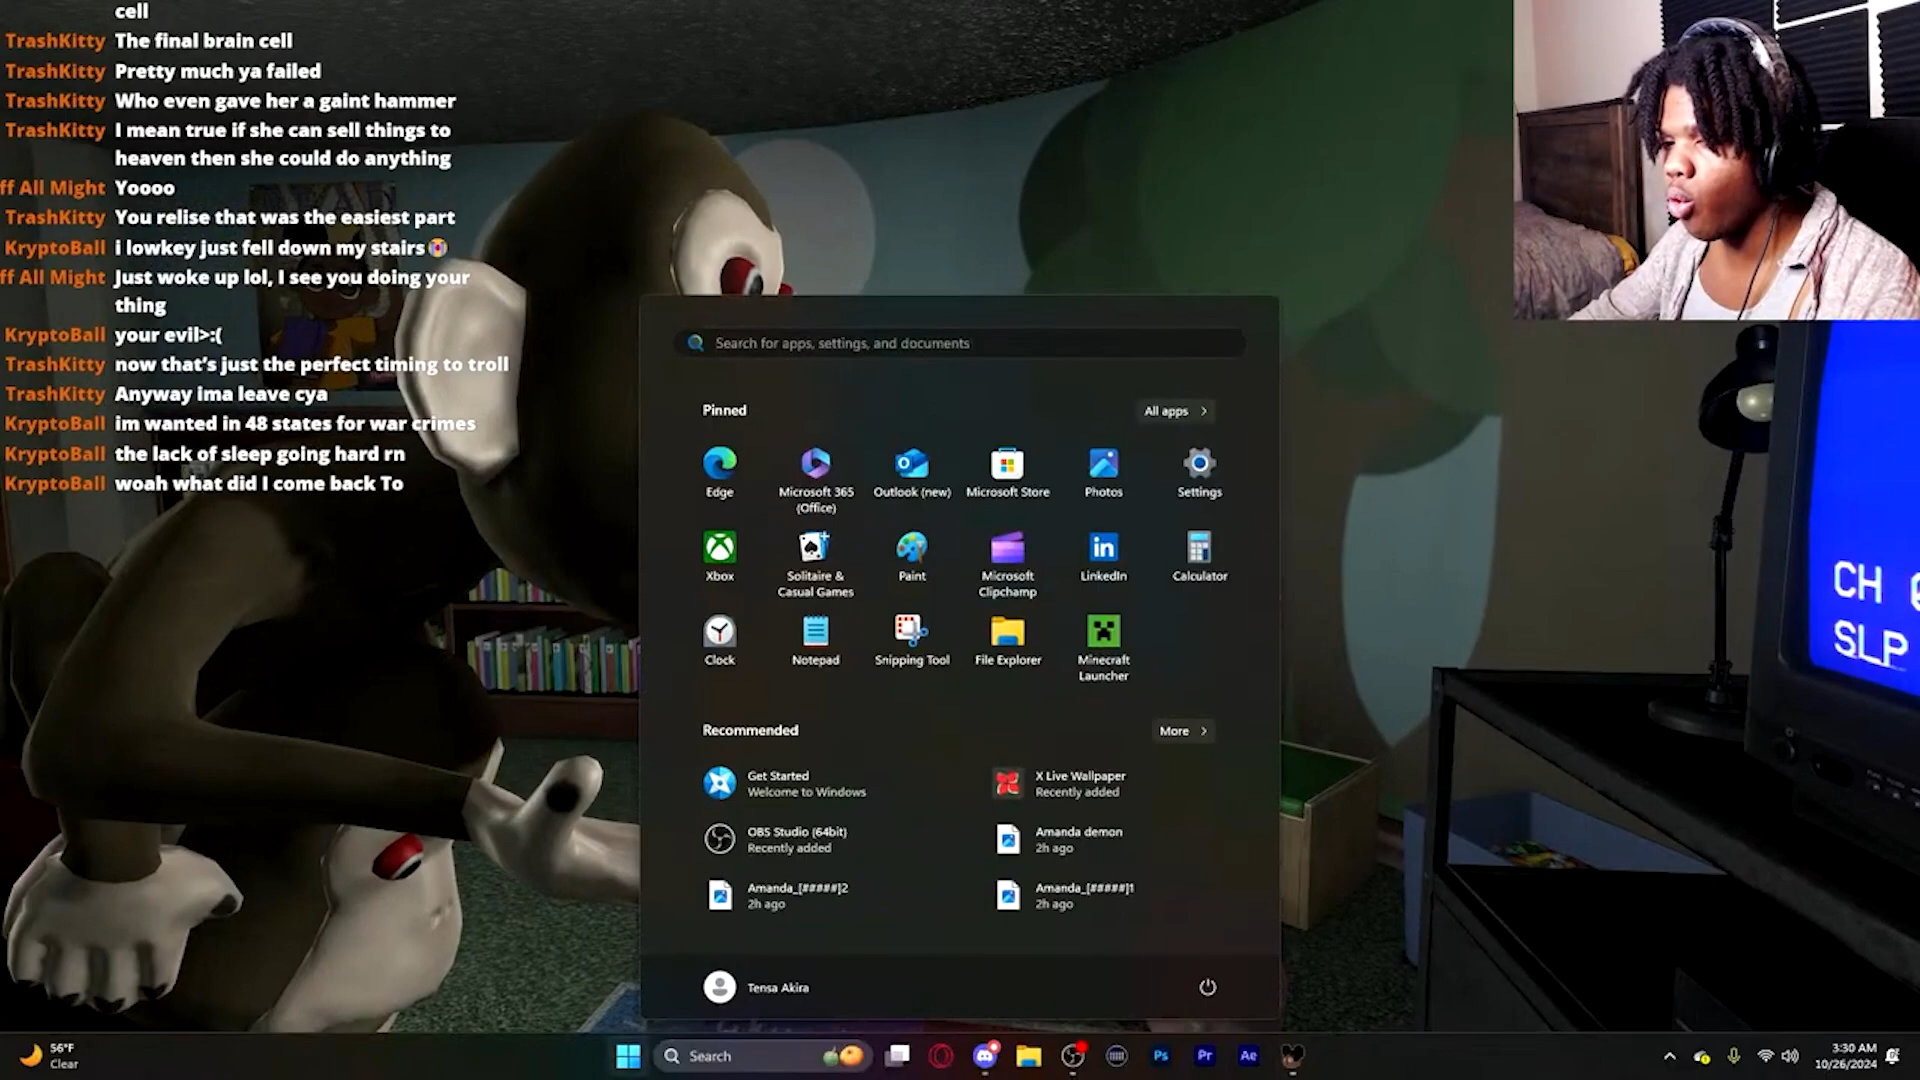 cell
TrashKitty The final brain cell
TrashKitty Pretty much ya failed
TrashKitty Who even gave her a gaint hammer
TrashKitty I mean true if she can sell things to
heaven then she could do anything
ff All Might Yoooo
TrashKitty You relise that was the easiest part
KryptoBall i lowkey just fell down my stairs😭
ff All Might Just woke up lol, I see you doing your
thing
KryptoBall your evil>:(
TrashKitty now that's just the perfect timing to troll
TrashKitty Anyway ima leave cya
KryptoBall im wanted in 48 states for war crimes
KryptoBall the lack of sleep going hard rn
KryptoBall woah what did I come back To
Search for apps, settings, and documents
Pinned
All apps >
Edge
Microsoft 365
(Office)
Outlook (new)
Microsoft Store
Photos
Settings
Xbox
Solitaire &
Casual Games
Paint
Microsoft
Clipchamp
LinkedIn
Calculator
Clock
Notepad
Snipping Tool
File Explorer
Minecraft
Launcher
Recommended
More >
Get Started
Welcome to Windows
X Live Wallpaper
Recently added
OBS Studio (64bit)
Recently added
Amanda demon
2h ago
Amanda_[#####]2
2h ago
Amanda_[#####]1
2h ago
Tensa Akira
CH
SLP
56°F
Clear
Search
Ps
Pr
Ae
3:30 AM
10/26/2024